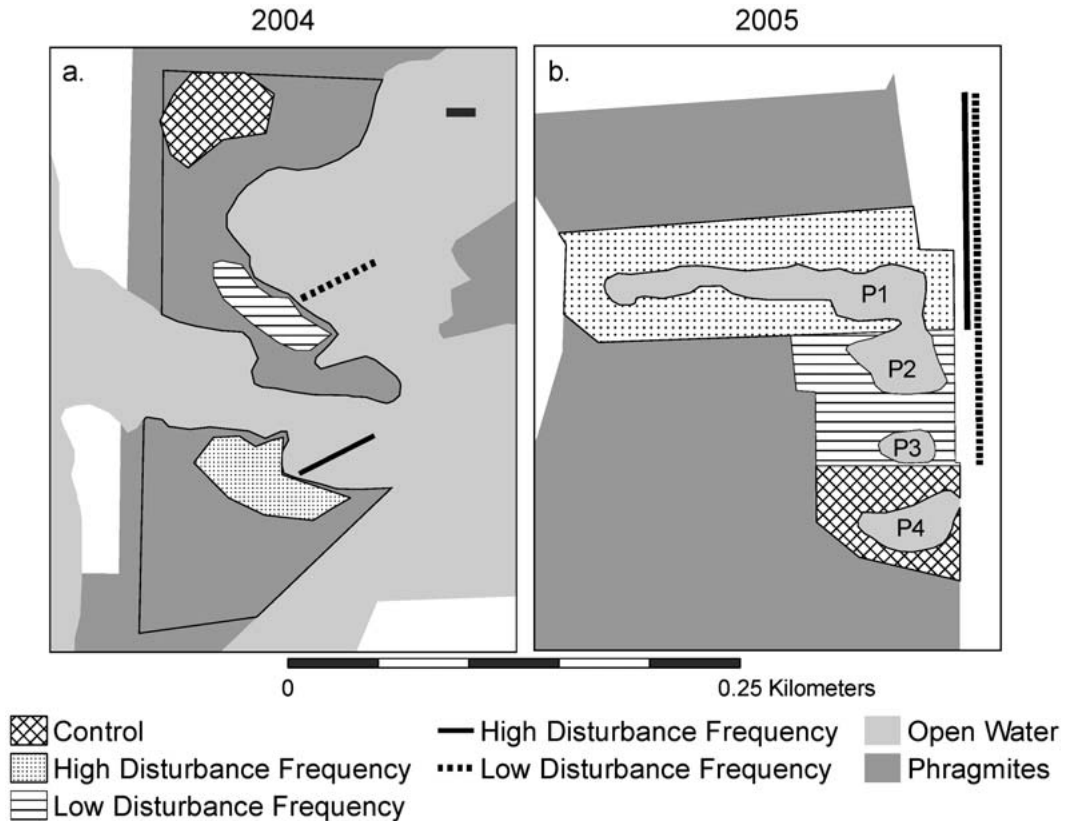 2004
2005
a.
b.
P1
P2
P3
P4
0
0.25 Kilometers
Control
High Disturbance Frequency
Low Disturbance Frequency
High Disturbance Frequency
Low Disturbance Frequency
Open Water
Phragmites